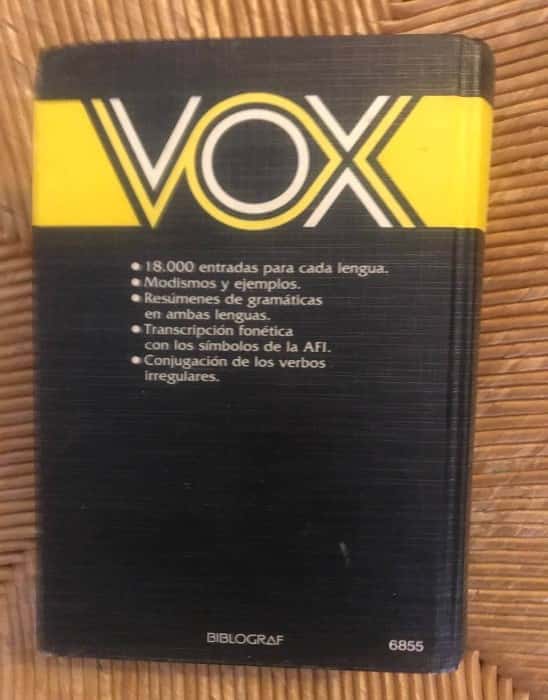 VOX
• 18.000 entradas para cada lengua.
• Modismos y ejemplos.
• Resúmenes de gramáticas
en ambas lenguas.
• Transcripción fonética
con los símbolos de la AFI.
• Conjugación de los verbos
irregulares.
BIBLOGRAF
6855